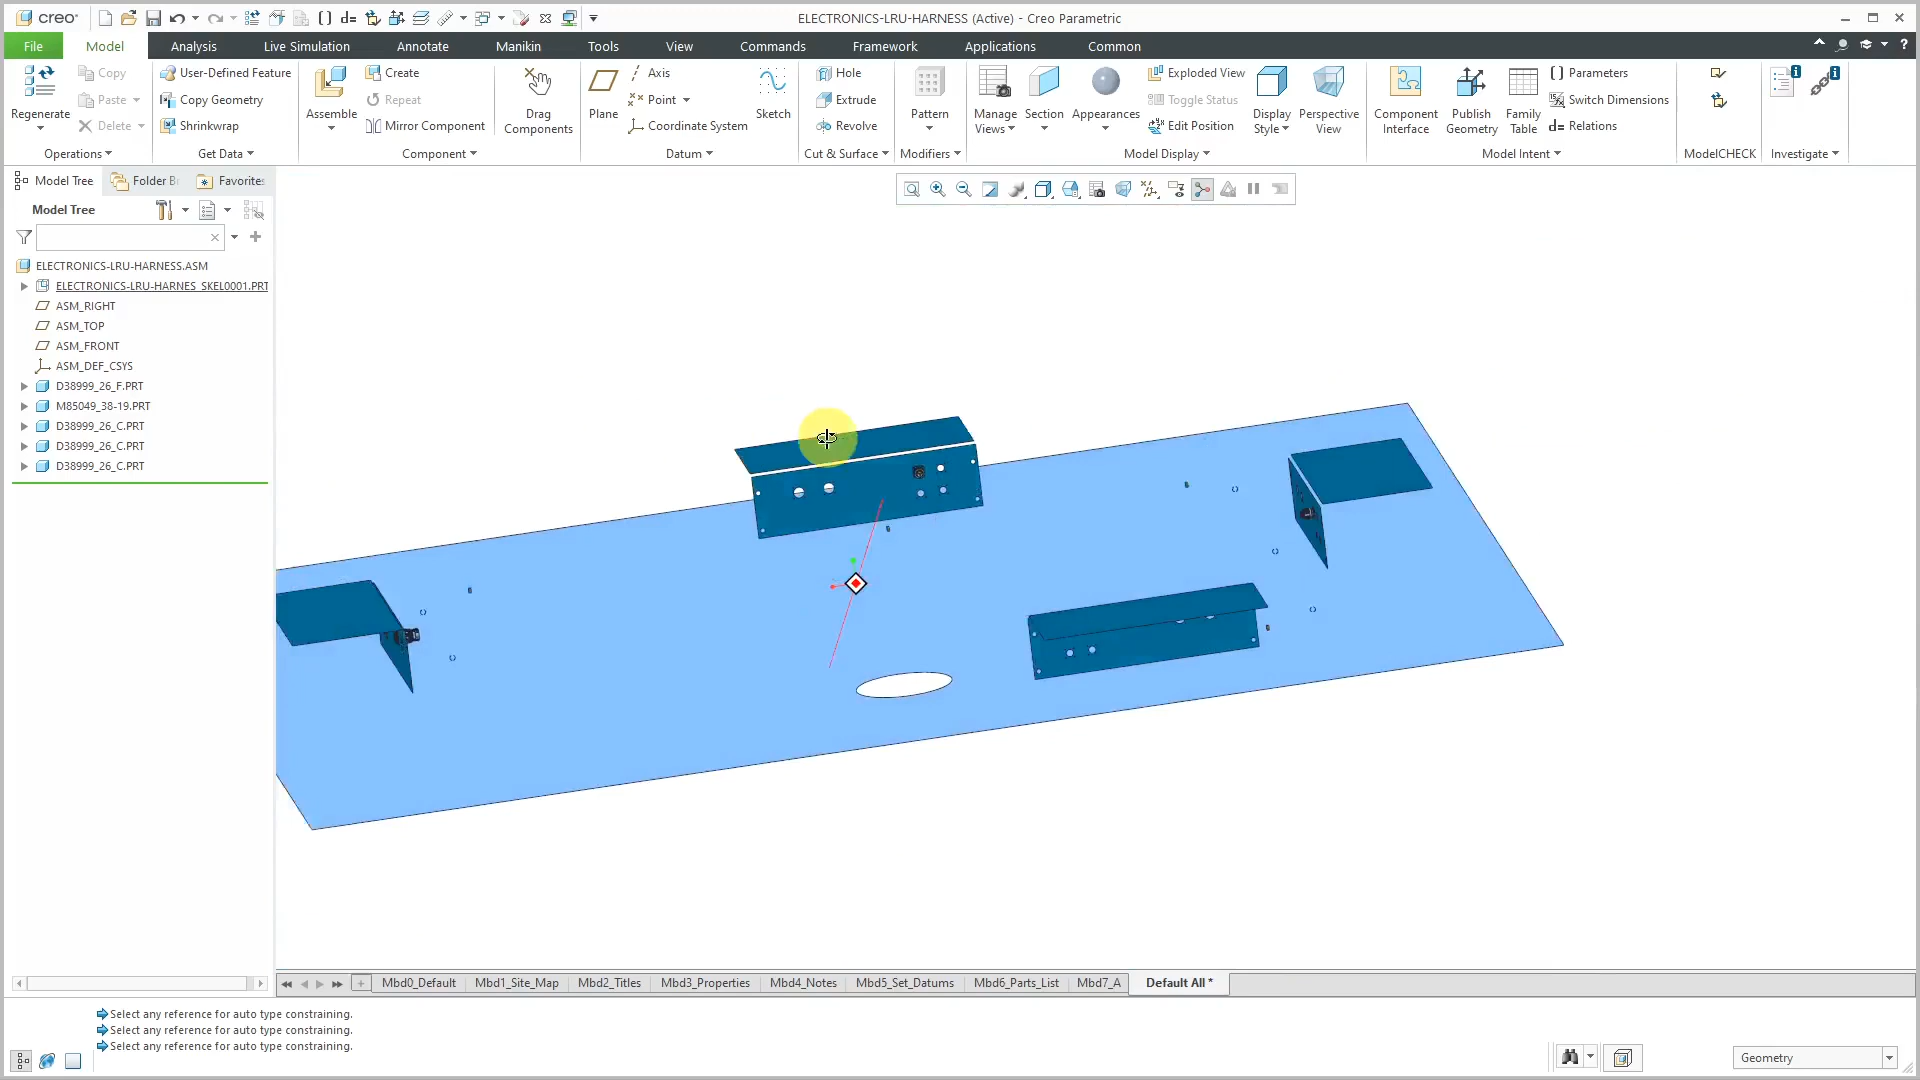 creo
ELECTRONICS-LRU-HARNESS (Active) - Creo Parametric
File Model Analysis Live Simulation Annotate Manikin Tools View Commands Framework Applications Common
Regenerate
Copy
Paste
Delete
Operations
User-Defined Feature
Copy Geometry
Shrinkwrap
Get Data
Assemble
Create
Repeat
Mirror Component
Drag
Components
Component
Plane
Axis
Point
Coordinate System
Sketch
Datum
Hole
Extrude
Revolve
Cut & Surface
Pattern
Modifiers
Manage
Views
Section
Appearances
Exploded View
Toggle Status
Edit Position
Display
Style
Perspective
View
Model Display
Component
Interface
Publish
Geometry
Family
Table
Parameters
Switch Dimensions
Relations
Model Intent
ModelCHECK
Investigate
Model Tree Folder Br Favorites
Model Tree
ELECTRONICS-LRU-HARNESS.ASM
ELECTRONICS-LRU-HARNES_SKEL0001.PRT
ASM_RIGHT
ASM_TOP
ASM_FRONT
ASM_DEF_CSYS
D38999_26_F.PRT
M85049_38-19.PRT
D38999_26_C.PRT
D38999_26_C.PRT
D38999_26_C.PRT
Mbd0_Default Mbd1_Site_Map Mbd2_Titles Mbd3_Properties Mbd4_Notes Mbd5_Set_Datums Mbd6_Parts_List Mbd7_A Default All *
Select any reference for auto type constraining.
Select any reference for auto type constraining.
Select any reference for auto type constraining.
Geometry